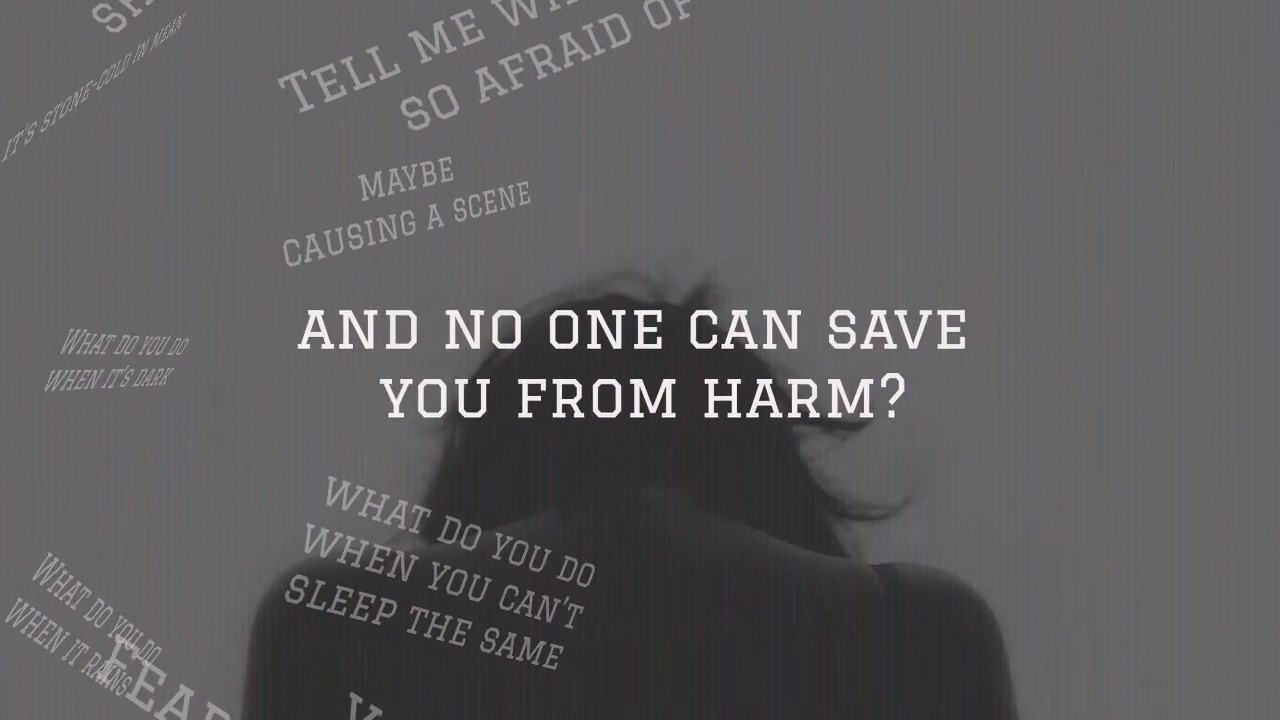 IT'S STONE-COLD IN MEAN
TELL ME
SO AFRAID OF
MAYBE
CAUSING A SCENE
AND NO ONE CAN SAVE
YOU FROM HARM?
WHAT DO YOU DO
WHEN IT'S DARK
WHAT DO YOU DO
WHEN YOU CAN'T
SLEEP THE SAME
WHAT DO YOU DO
WHEN IT RAINS
FEAR